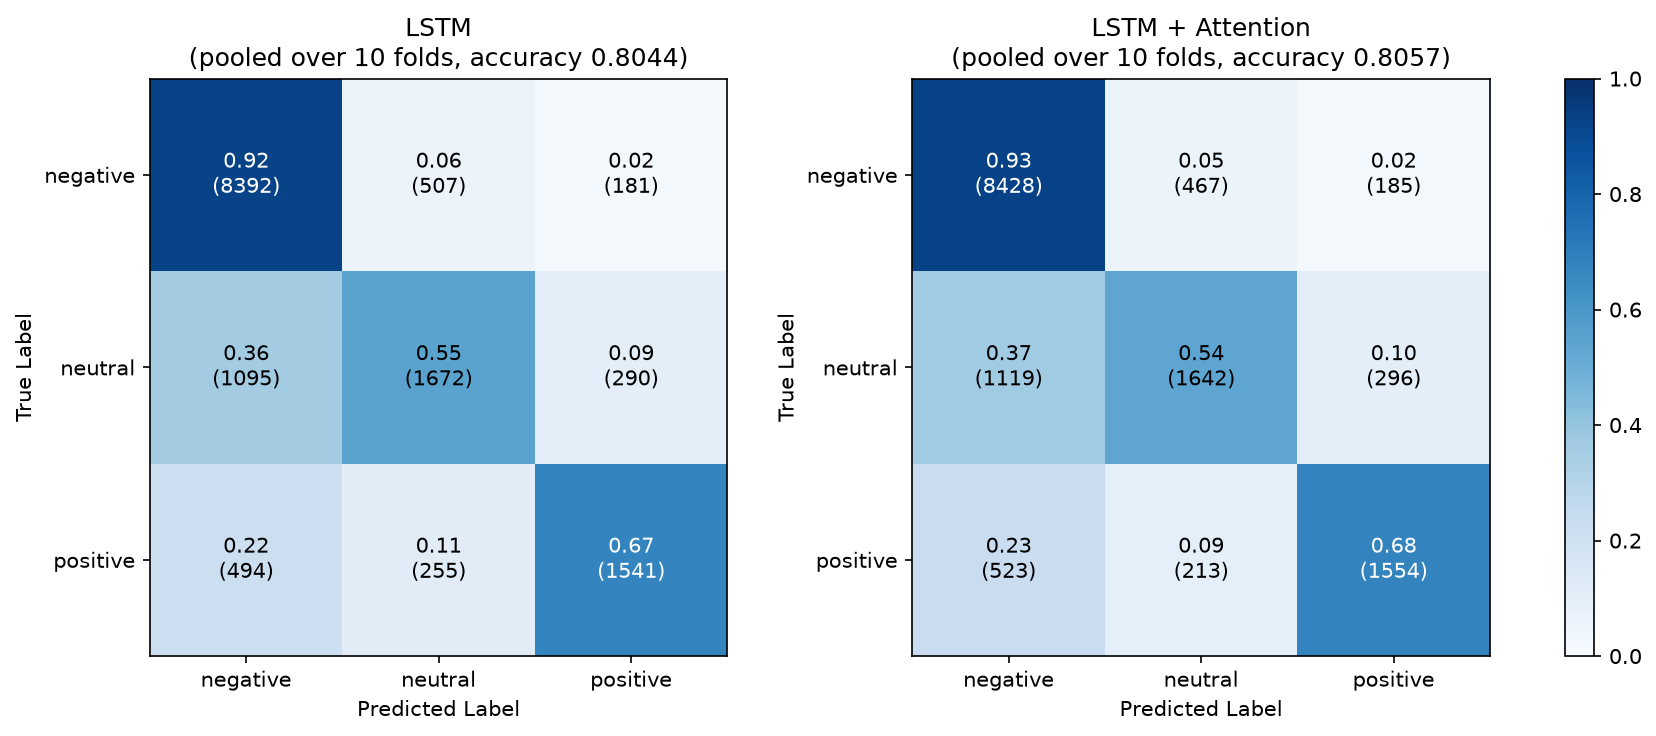 LSTM
(pooled over 10 folds, accuracy 0.8044)
True Label
negative
neutral
positive
0.92
(8392)
0.06
(507)
0.02
(181)
0.36
(1095)
0.55
(1672)
0.09
(290)
0.22
(494)
0.11
(255)
0.67
(1541)
negative
neutral
positive
Predicted Label
LSTM + Attention
(pooled over 10 folds, accuracy 0.8057)
True Label
negative
neutral
positive
0.93
(8428)
0.05
(467)
0.02
(185)
0.37
(1119)
0.54
(1642)
0.10
(296)
0.23
(523)
0.09
(213)
0.68
(1554)
negative
neutral
positive
Predicted Label
1.0
0.8
0.6
0.4
0.2
0.0